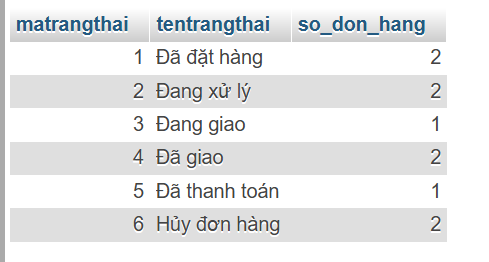 matrangthai tentrangthai so_don_hang
1 Đã đặt hàng 2
2 Đang xử lý 2
3 Đang giao 1
4 Đã giao 2
5 Đã thanh toán 1
6 Hủy đơn hàng 2